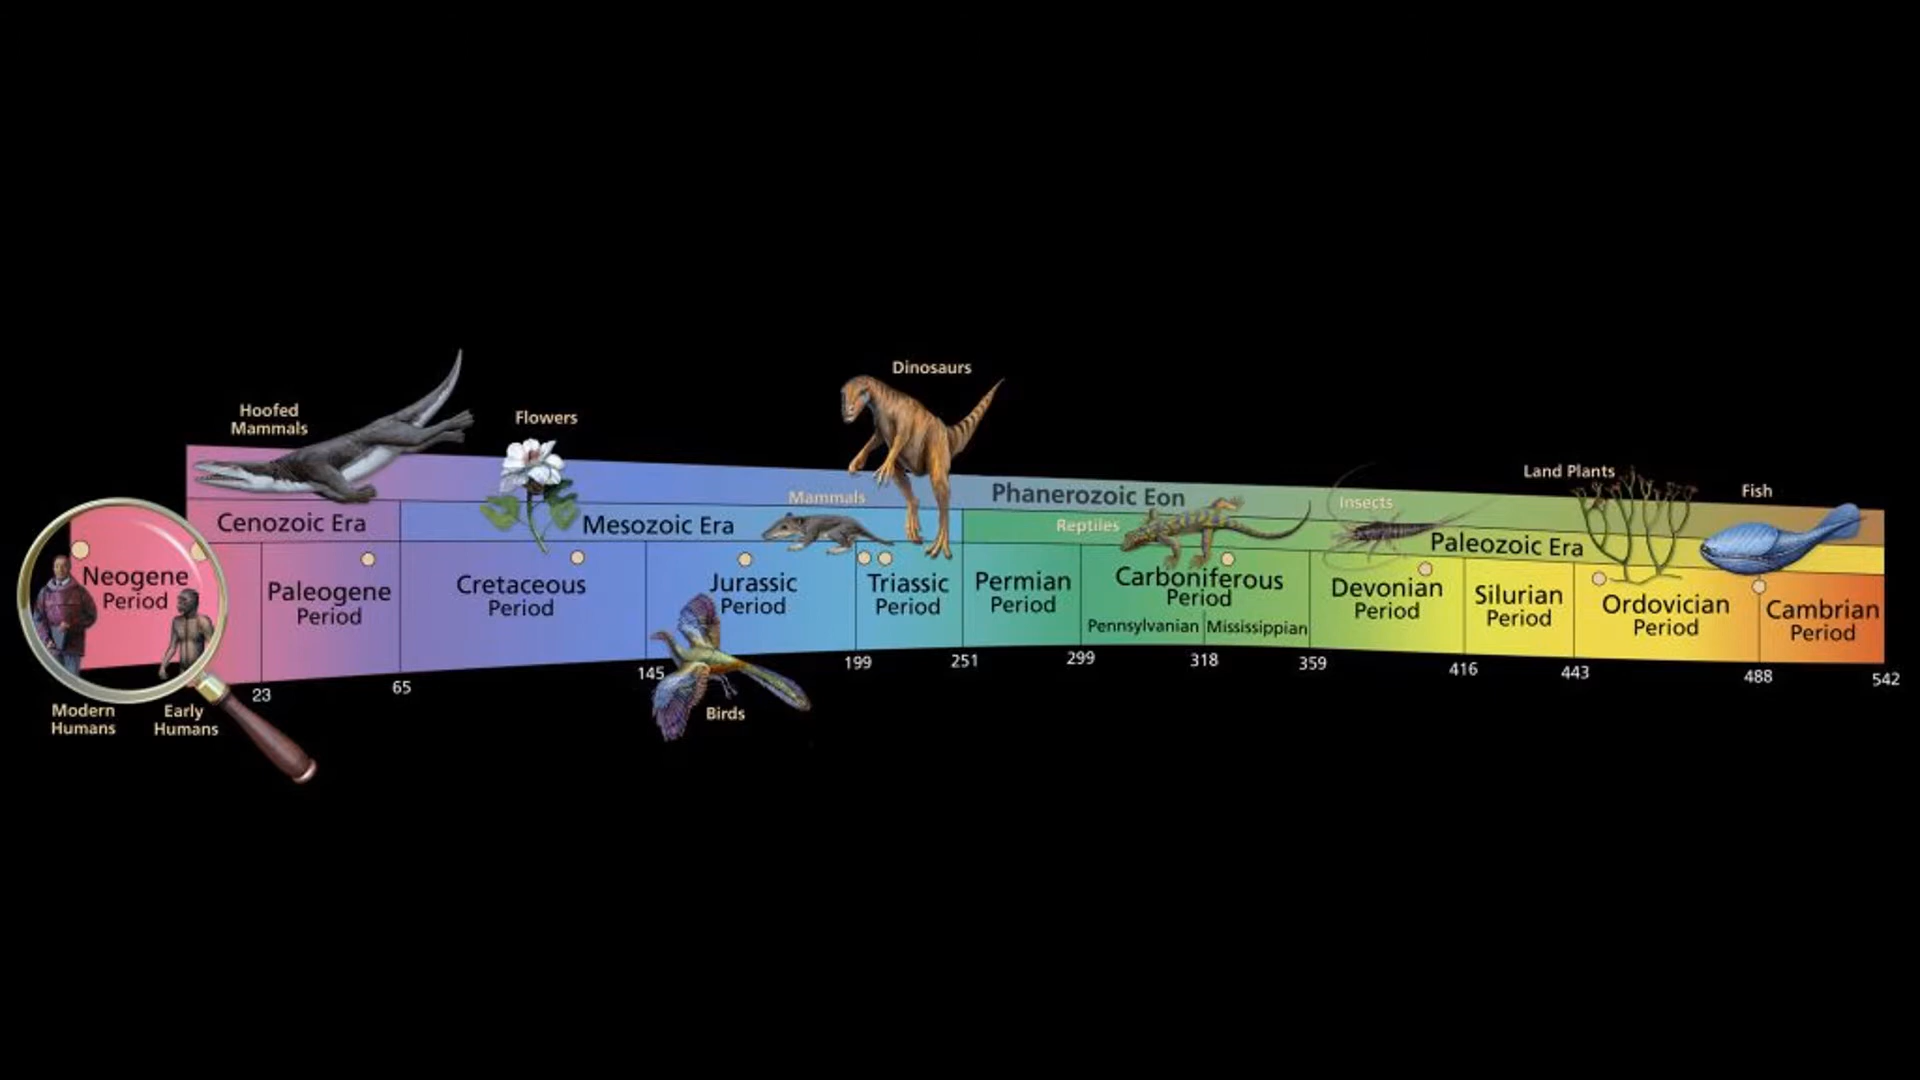 Dinosaurs
Hoofed
Mammals
Flowers
Land Plants
Fish
Mammals
Phanerozoic Eon
Insects
Reptiles
Cenozoic Era
Mesozoic Era
Paleozoic Era
Neogene
Period
Paleogene
Period
Cretaceous
Period
Jurassic
Period
Triassic
Period
Permian
Period
Carboniferous
Period
Pennsylvanian
Mississippian
Devonian
Period
Silurian
Period
Ordovician
Period
Cambrian
Period
23
65
145
199
251
299
318
359
416
443
488
542
Modern
Humans
Early
Humans
Birds